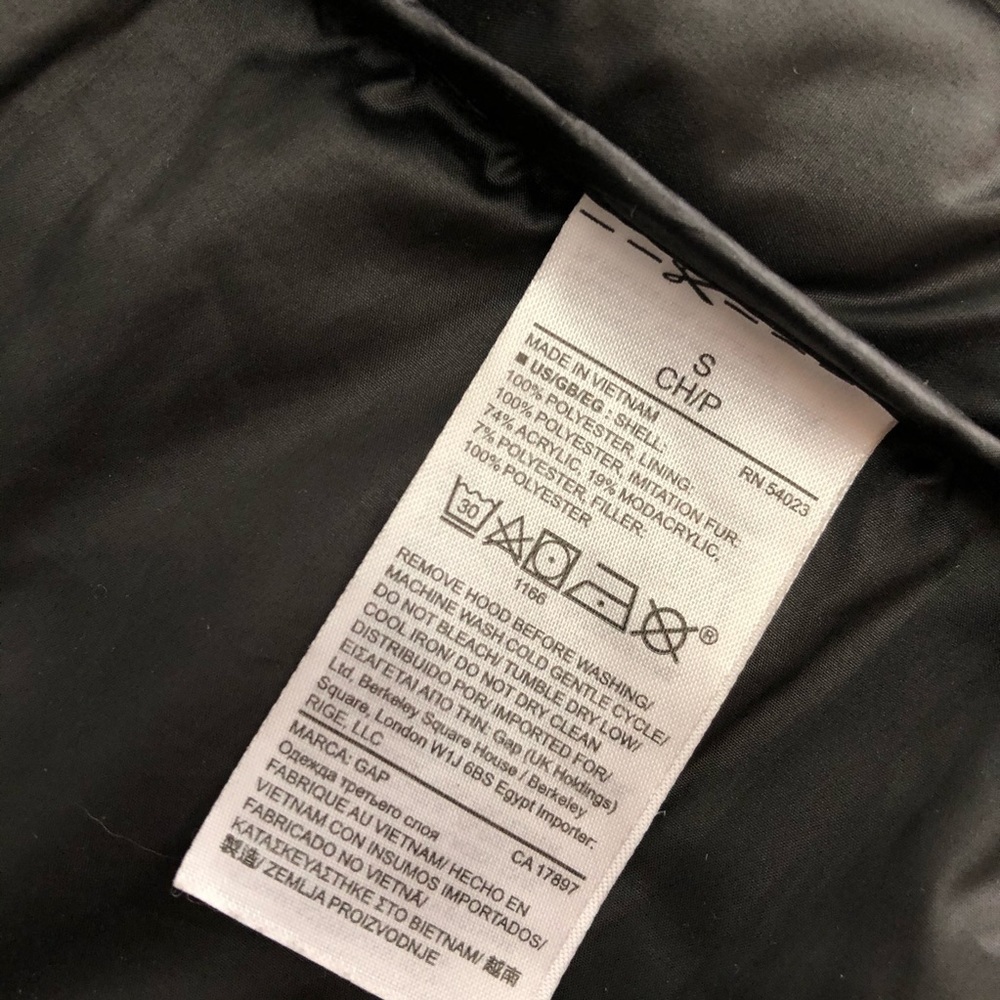 S
CH/P
MADE IN VIETNAM
RN 54023
■ US/GB/EG : SHELL:
100% POLYESTER, LINING:
100% POLYESTER, IMITATION FUR:
74% ACRYLIC, 19% MODACRYLIC,
7% POLYESTER, FILLER:
100% POLYESTER
30
1166
®
REMOVE HOOD BEFORE WASHING/
MACHINE WASH COLD GENTLE CYCLE/
DO NOT BLEACH/ TUMBLE DRY LOW/
COOL IRON/ DO NOT DRY CLEAN
DISTRIBUIDO POR/ IMPORTED FOR/
ΕΙΣΑΓΕΤΑΙ ΑΠΟ ΤΗΝ: Gap (UK Holdings)
Ltd, Berkeley Square House / Berkeley
Square, London W1J 6BS Egypt Importer:
RIGE, LLC
MARCA: GAP
CA 17897
Одежда третьего слоя
FABRIQUE AU VIETNAM/ HECHO EN
VIETNAM CON INSUMOS IMPORTADOS/
FABRICADO NO VIETNÃ/
ΚΑΤΑΣΚΕΥΑΣΤΗΚΕ ΣΤΟ ΒΙΕΤΝΑΜ/ 越南
製造/ ZEMLJA PROIZVODNJE